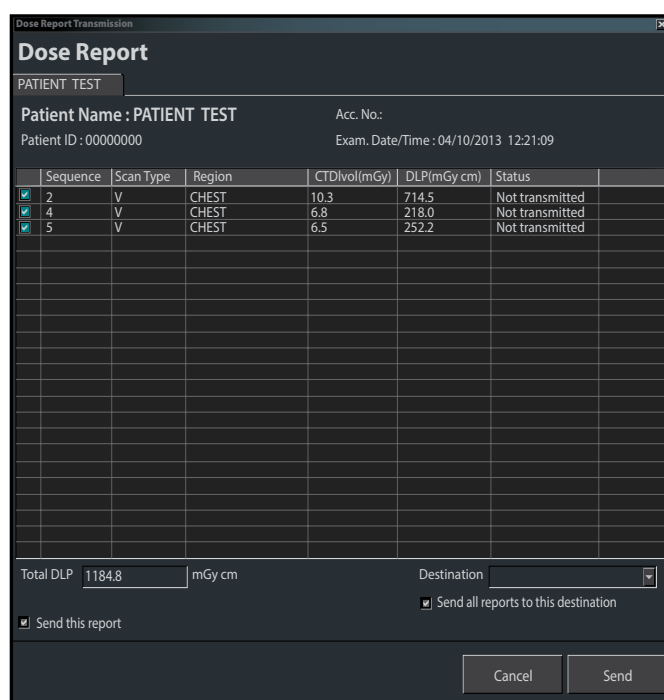 Dose Report Transmission
Dose Report
PATIENT TEST
Patient Name : PATIENT TEST Acc. No.:
Patient ID : 00000000 Exam. Date/Time : 04/10/2013 12:21:09
Sequence Scan Type Region CTDIvol(mGy) DLP(mGy cm) Status
2 V CHEST 10.3 714.5 Not transmitted
4 V CHEST 6.8 218.0 Not transmitted
5 V CHEST 6.5 252.2 Not transmitted
Total DLP 1184.8 mGy cm Destination
Send all reports to this destination
Send this report
Cancel Send